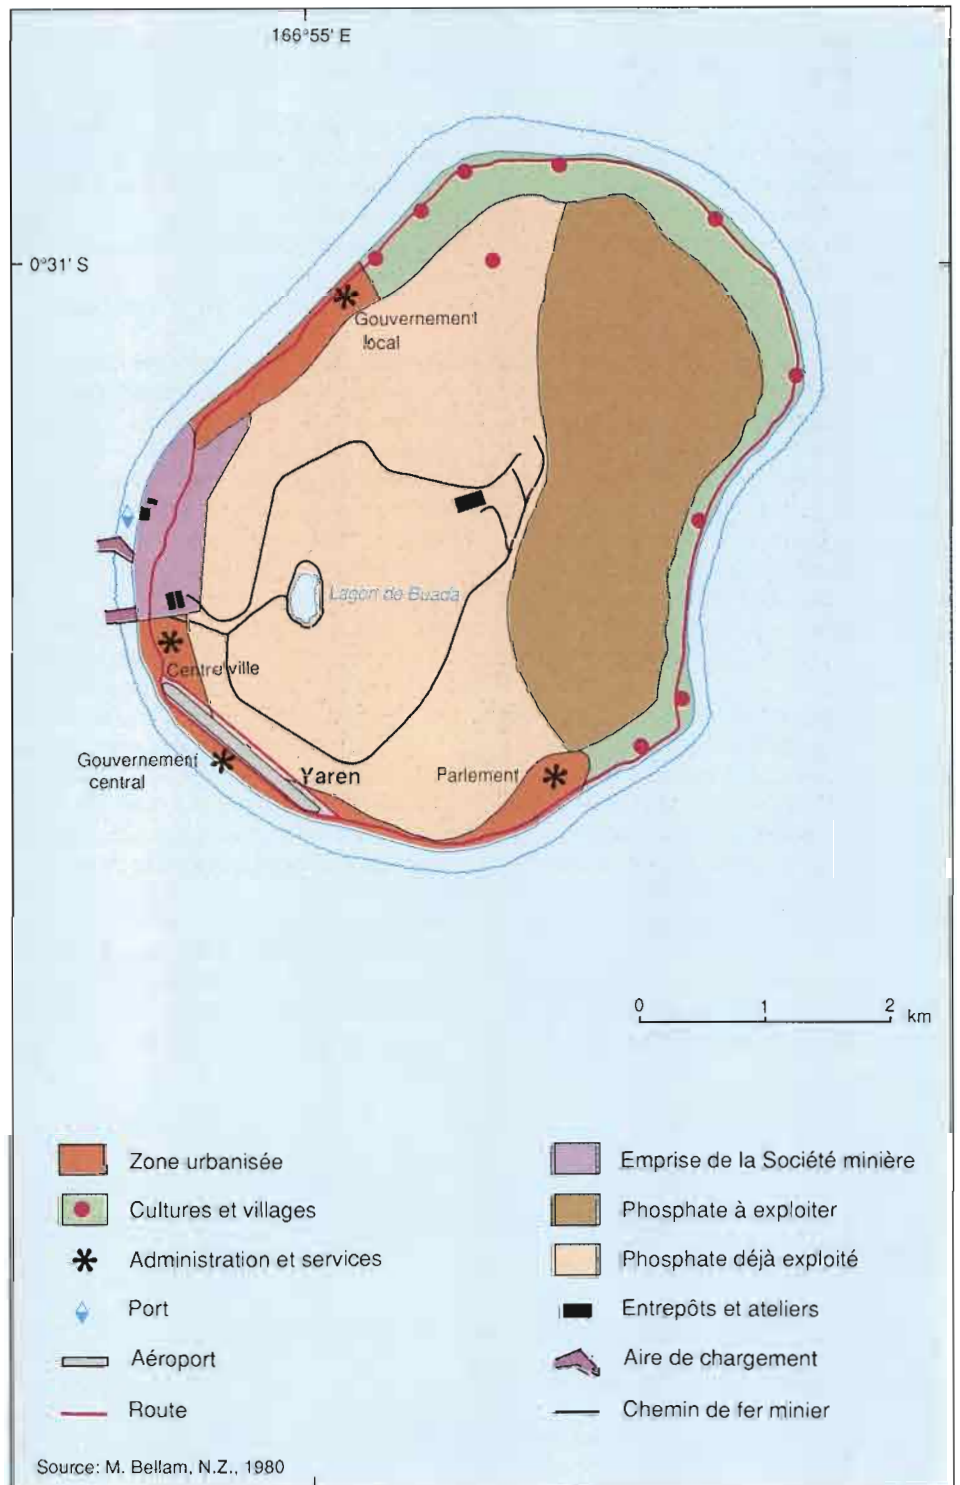 166°55' E
0°31' S
Gouvernement
local
Lagon de Buada
Centre ville
Gouvernement
central
Yaren
Parlement
0 1 2
km
Zone urbanisée
Cultures et villages
Administration et services
Port
Aéroport
Route
Emprise de la Société minière
Phosphate à exploiter
Phosphate déjà exploité
Entrepôts et ateliers
Aire de chargement
Chemin de fer minier
Source: M. Bellam, N.Z., 1980